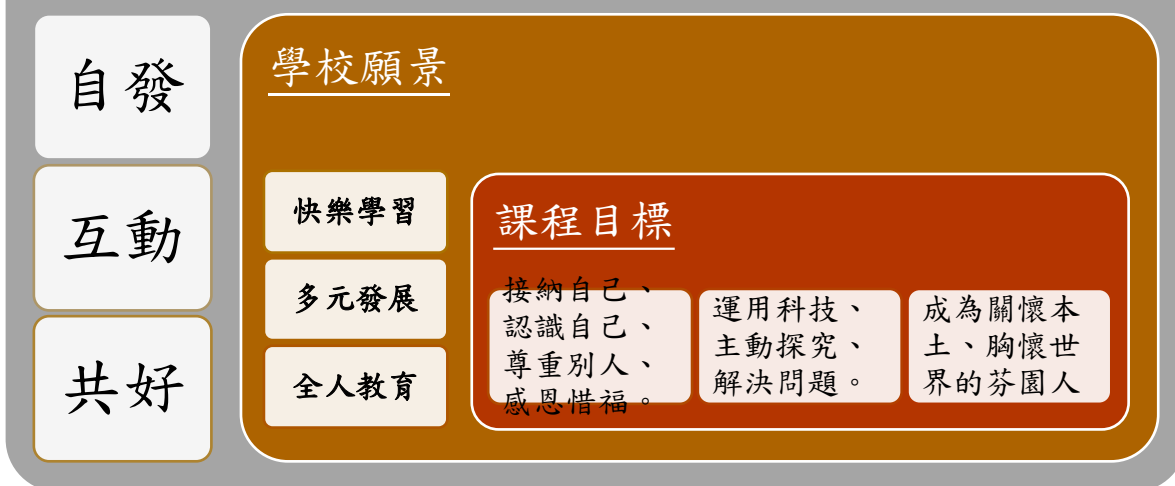 自發
互動
共好
學校願景
快樂學習
多元發展
全人教育
課程目標
接納自己、
認識自己、
尊重別人、
感恩惜福。
運用科技、
主動探究、
解決問題。
成為關懷本
土、胸懷世
界的芬園人